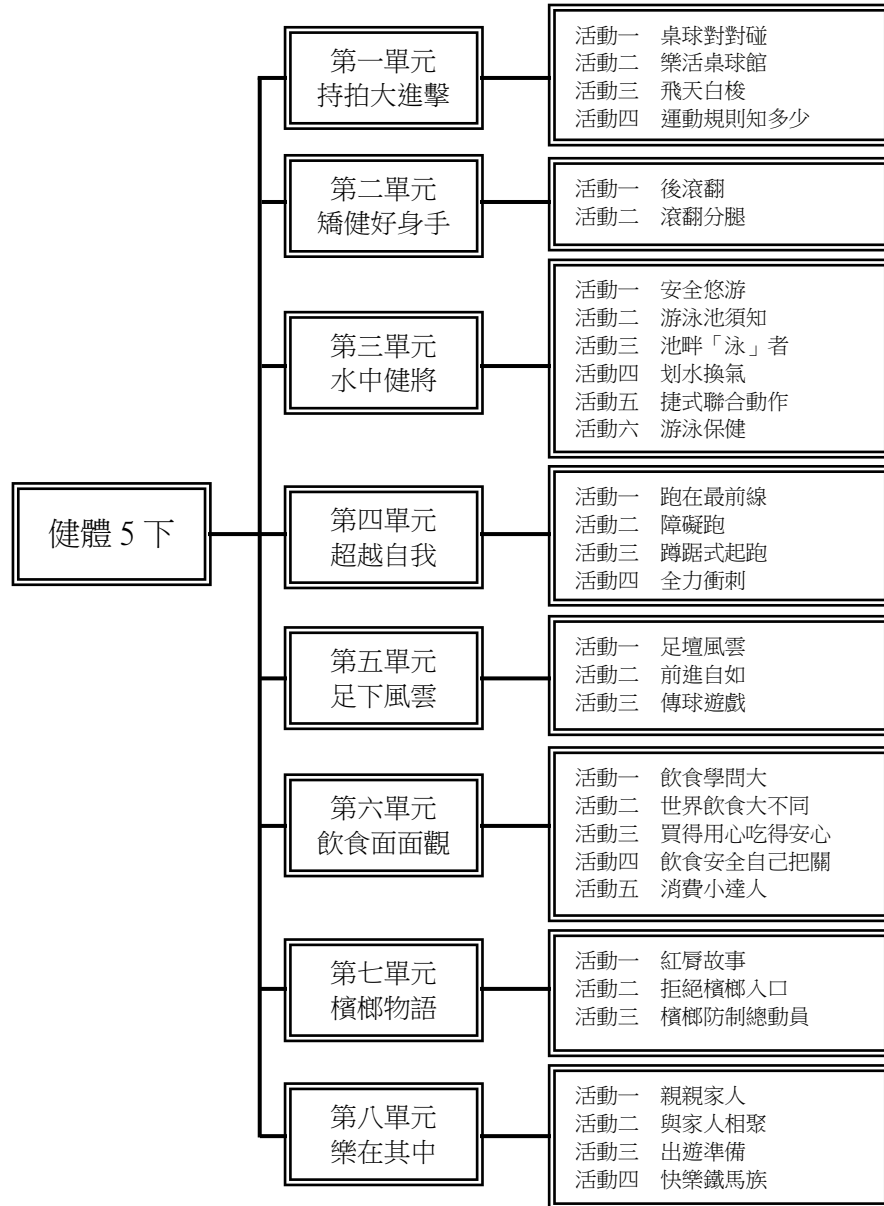 健體 5 下
第一單元
持拍大進擊
活動一　桌球對對碰
活動二　樂活桌球館
活動三　飛天白梭
活動四　運動規則知多少
第二單元
矯健好身手
活動一　後滾翻
活動二　滾翻分腿
第三單元
水中健將
活動一　安全悠游
活動二　游泳池須知
活動三　池畔「泳」者
活動四　划水換氣
活動五　捷式聯合動作
活動六　游泳保健
第四單元
超越自我
活動一　跑在最前線
活動二　障礙跑
活動三　蹲踞式起跑
活動四　全力衝刺
第五單元
足下風雲
活動一　足壇風雲
活動二　前進自如
活動三　傳球遊戲
第六單元
飲食面面觀
活動一　飲食學問大
活動二　世界飲食大不同
活動三　買得用心吃得安心
活動四　飲食安全自己把關
活動五　消費小達人
第七單元
檳榔物語
活動一　紅脣故事
活動二　拒絕檳榔入口
活動三　檳榔防制總動員
第八單元
樂在其中
活動一　親親家人
活動二　與家人相聚
活動三　出遊準備
活動四　快樂鐵馬族